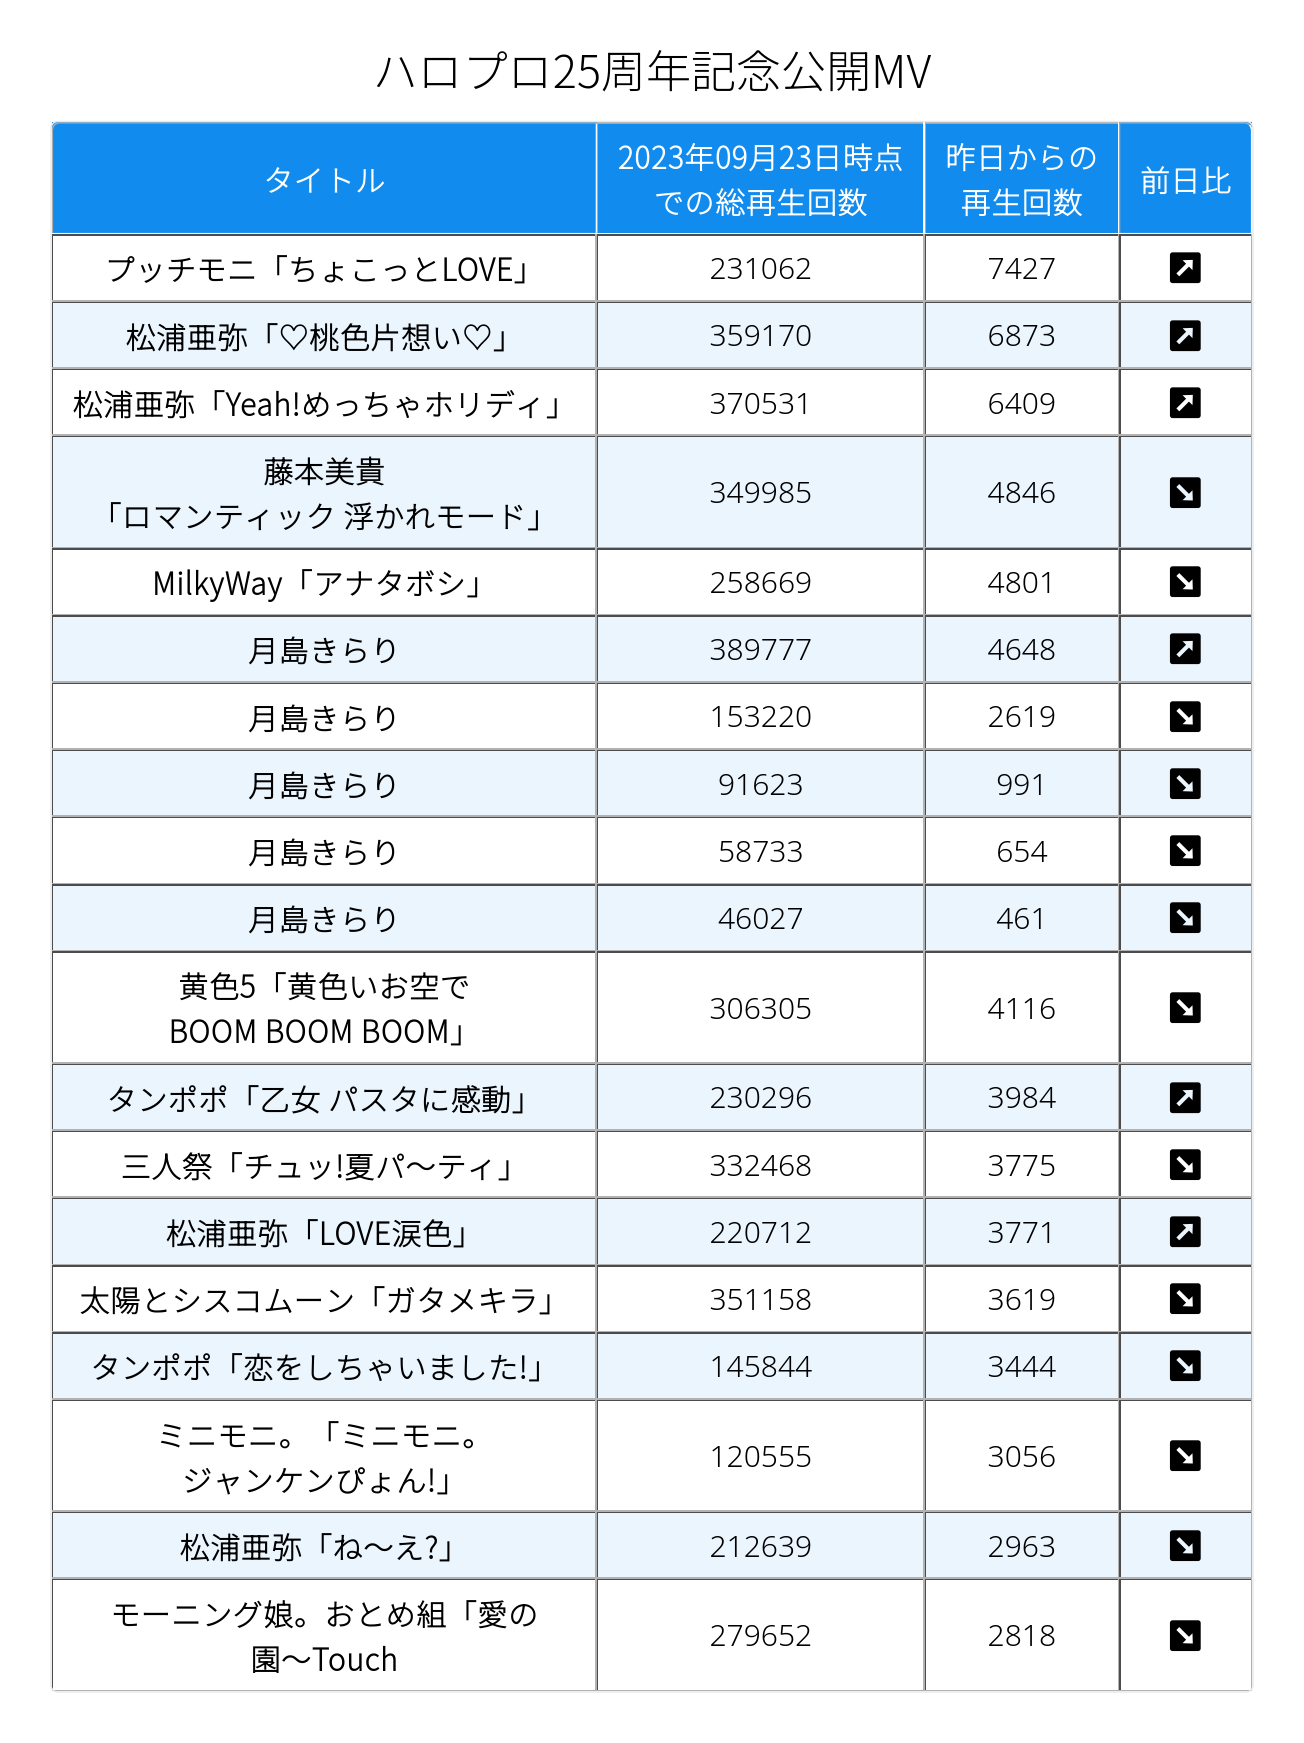 ハロプロ25周年記念公開MV
タイトル
2023年09月23日時点
での総再生回数
昨日からの
再生回数
前日比
プッチモニ「ちょこっとLOVE」 231062 7427 ↗
松浦亜弥「♡桃色片想い♡」 359170 6873 ↗
松浦亜弥「Yeah!めっちゃホリディ」 370531 6409 ↗
藤本美貴
「ロマンティック 浮かれモード」 349985 4846 ↘
MilkyWay「アナタボシ」 258669 4801 ↘
月島きらり 389777 4648 ↗
月島きらり 153220 2619 ↘
月島きらり 91623 991 ↘
月島きらり 58733 654 ↘
月島きらり 46027 461 ↘
黄色5「黄色いお空で
BOOM BOOM BOOM」 306305 4116 ↘
タンポポ「乙女 パスタに感動」 230296 3984 ↗
三人祭「チュッ!夏パ〜ティ」 332468 3775 ↘
松浦亜弥「LOVE涙色」 220712 3771 ↗
太陽とシスコムーン「ガタメキラ」 351158 3619 ↘
タンポポ「恋をしちゃいました!」 145844 3444 ↘
ミニモニ。「ミニモニ。
ジャンケンぴょん!」 120555 3056 ↘
松浦亜弥「ね〜え?」 212639 2963 ↘
モーニング娘。おとめ組「愛の
園〜Touch 279652 2818 ↘